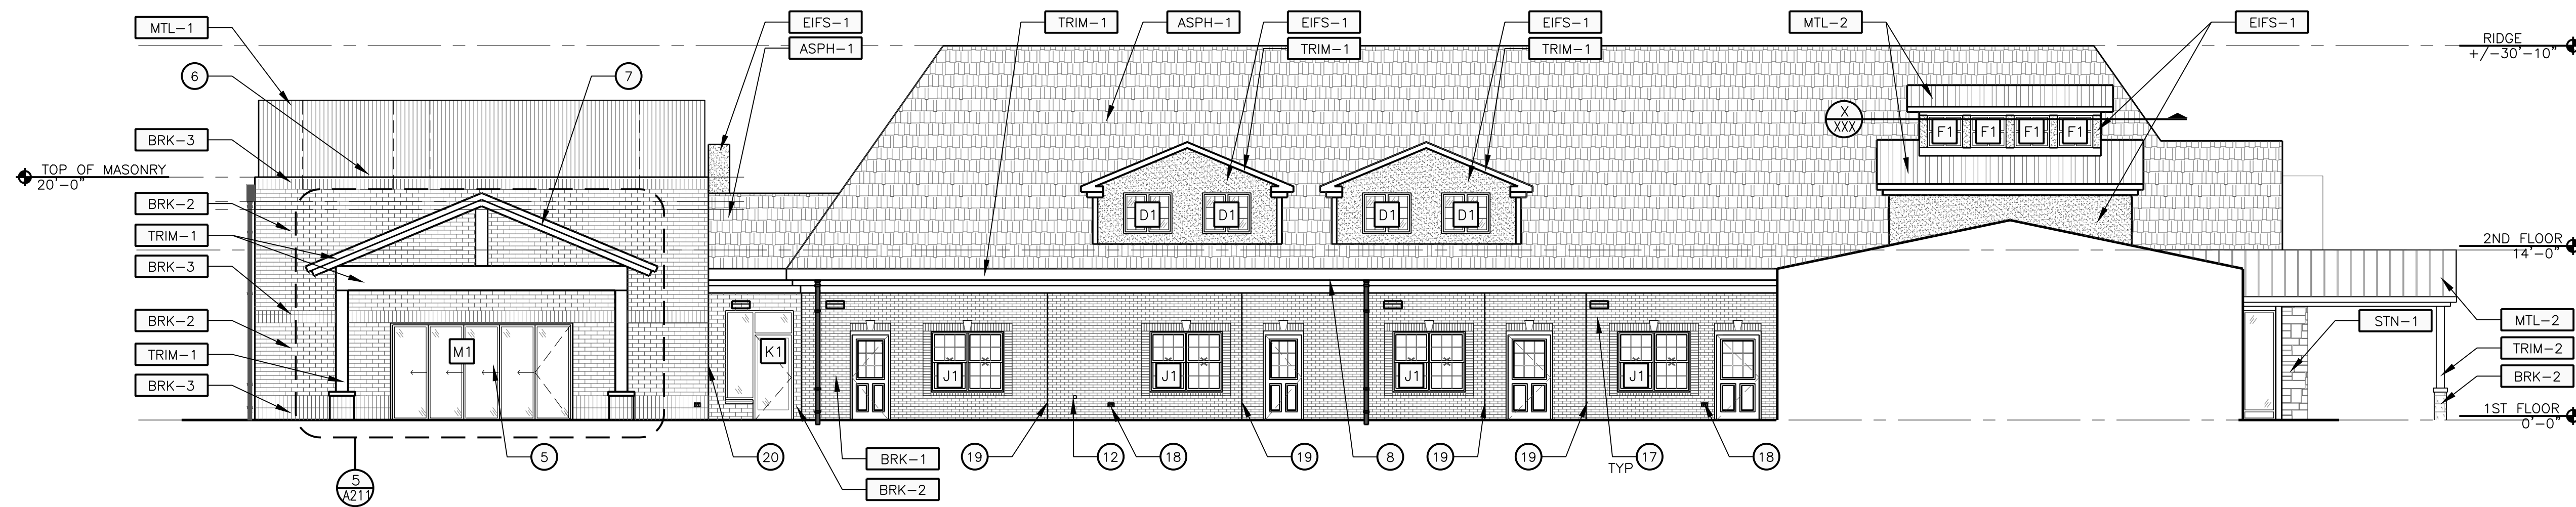 MTL-1
EIFS-1
TRIM-1
ASPH-1
EIFS-1
EIFS-1
MTL-2
EIFS-1
ASPH-1
TRIM-1
TRIM-1
RIDGE
+/-30'-10"
6
7
BRK-3
X
XXX
F1
F1
F1
F1
TOP OF MASONRY
20'-0"
BRK-2
D1
D1
D1
D1
TRIM-1
2ND FLOOR
14'-0"
BRK-3
BRK-2
STN-1
MTL-2
TRIM-1
M1
K1
TRIM-2
J1
J1
J1
J1
BRK-3
BRK-2
1ST FLOOR
0'-0"
5
20
BRK-1
19
12
18
19
8
19
19
17
TYP
18
5
A211
BRK-2